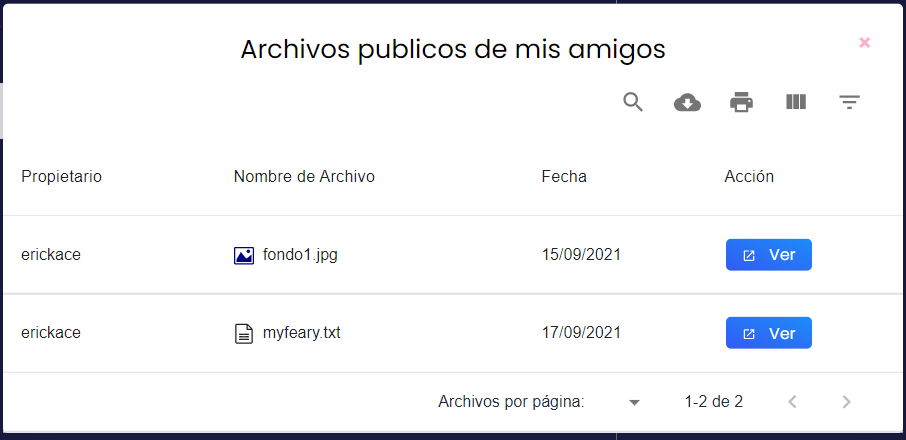 Archivos publicos de mis amigos
Propietario Nombre de Archivo Fecha Acción
erickace fondo1.jpg 15/09/2021 Ver
erickace myfeary.txt 17/09/2021 Ver
Archivos por página: 1-2 de 2